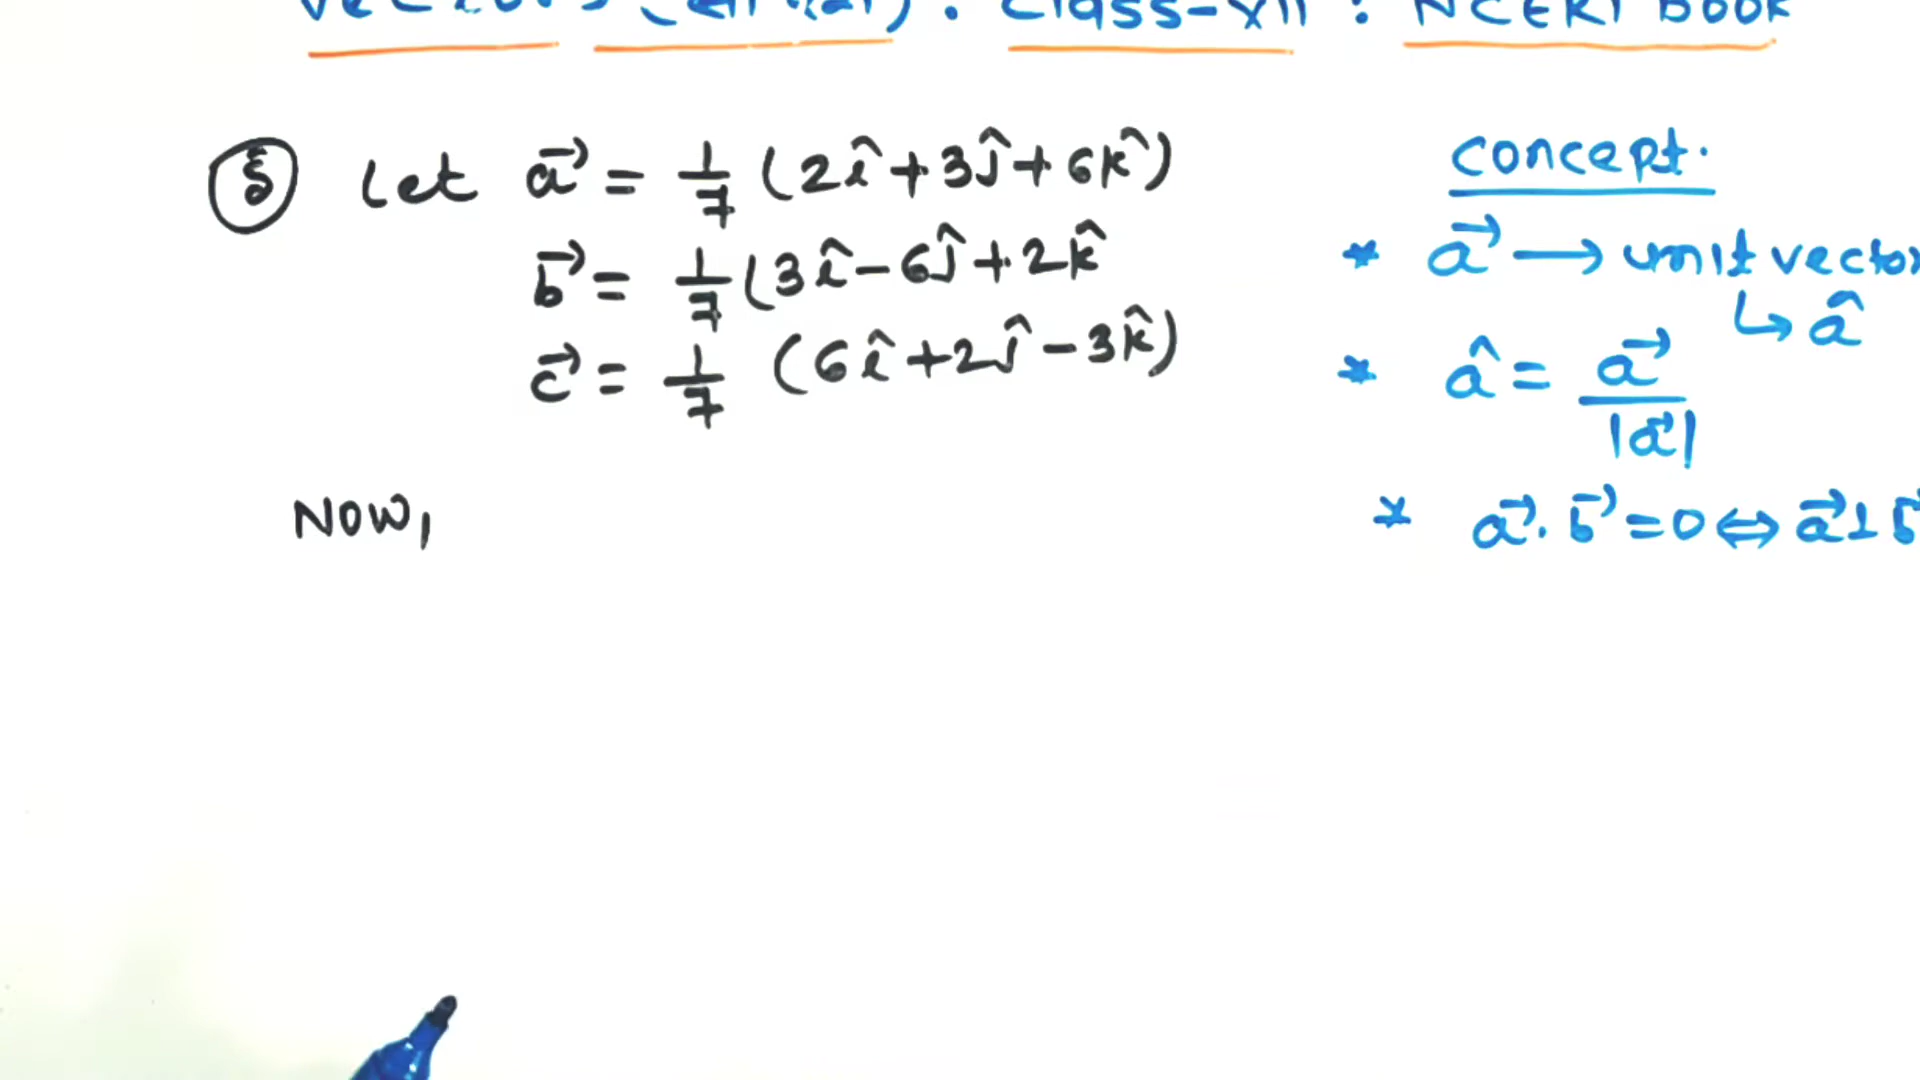 : Class-XII : NCERT Book
⑤ Let a⃗ = 1/7 (2î+3ĵ+6k̂)
b⃗ = 1/7 (3î-6ĵ+2k̂
c⃗ = 1/7 (6î+2ĵ-3k̂)
Now,
concept.
* a⃗ → unit vector
↳ â
* â = a⃗/|a⃗|
* a⃗.b⃗=0⇔a⃗⊥b⃗